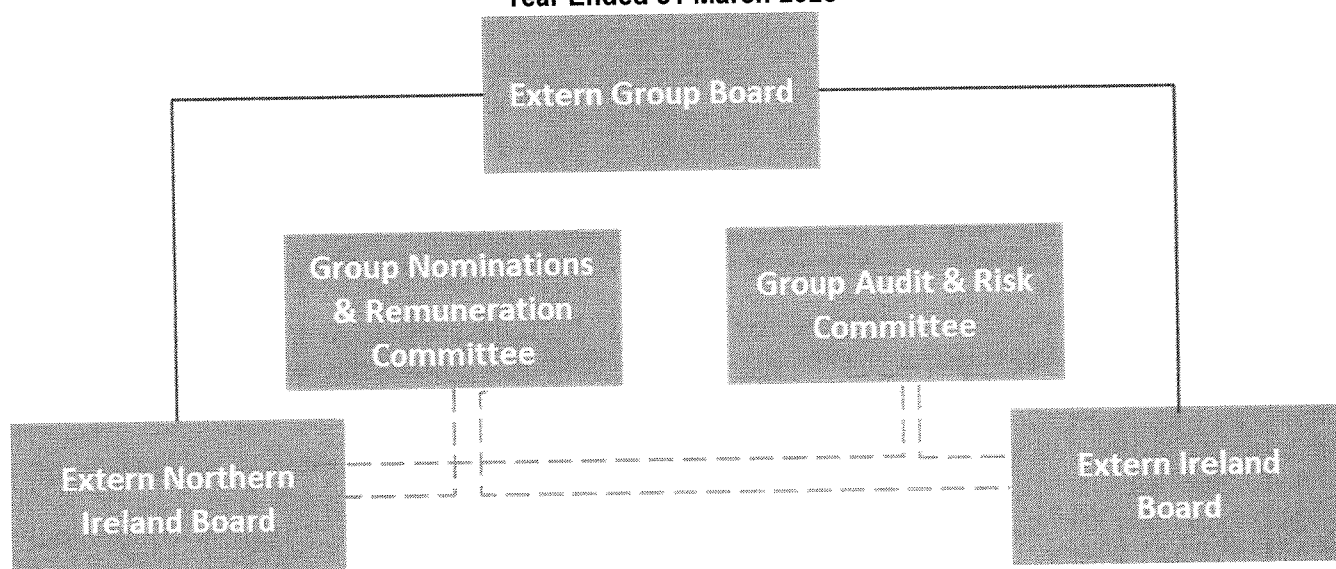 Extern Group Board
Group Nominations
& Remuneration
Committee
Group Audit & Risk
Committee
Extern Northern
Ireland Board
Extern Ireland
Board